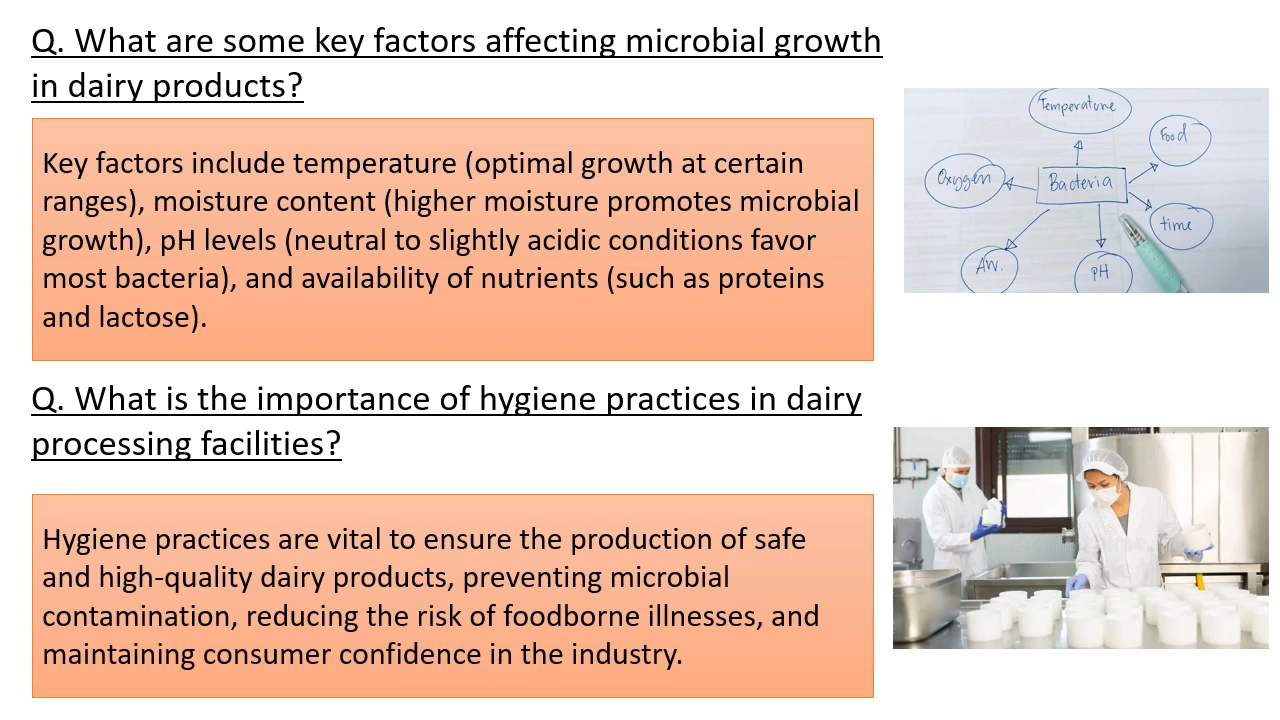 Q. What are some key factors affecting microbial growth
in dairy products?
Key factors include temperature (optimal growth at certain
ranges), moisture content (higher moisture promotes microbial
growth), pH levels (neutral to slightly acidic conditions favor
most bacteria), and availability of nutrients (such as proteins
and lactose).
Temperature
Food
Oxygen
Bacteria
time
Aw.
PH
Q. What is the importance of hygiene practices in dairy
processing facilities?
Hygiene practices are vital to ensure the production of safe
and high-quality dairy products, preventing microbial
contamination, reducing the risk of foodborne illnesses, and
maintaining consumer confidence in the industry.